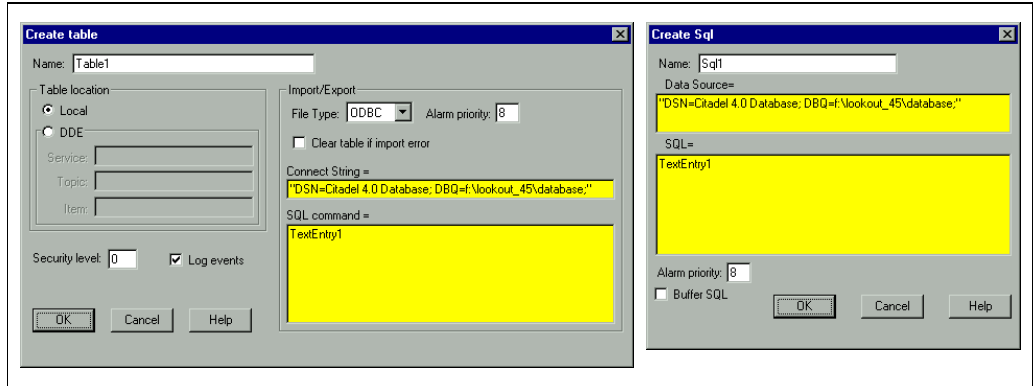 Create table
Name: Table1
Table location
Local
DDE
Service:
Topic:
Item:
Security level: 0
Log events
OK
Cancel
Help
Import/Export
File Type: ODBC
Alarm priority: 8
Clear table if import error
Connect String =
"DSN=Citadel 4.0 Database; DBQ=f:\lookout_45\database;"
SQL command =
TextEntry1
Create Sql
Name: Sql1
Data Source=
"DSN=Citadel 4.0 Database; DBQ=f:\lookout_45\database;"
SQL=
TextEntry1
Alarm priority: 8
Buffer SQL
OK
Cancel
Help